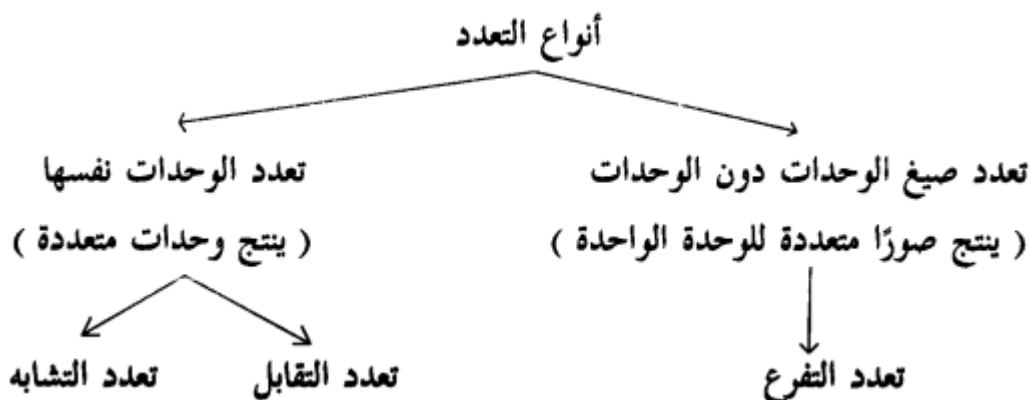 أنواع التعدد
تعدد صيغ الوحدات دون الوحدات
تعدد الوحدات نفسها
( ينتج صورًا متعددة للوحدة الواحدة )
( ينتج وحدات متعددة )
تعدد التفرع
تعدد التقابل
تعدد التشابه